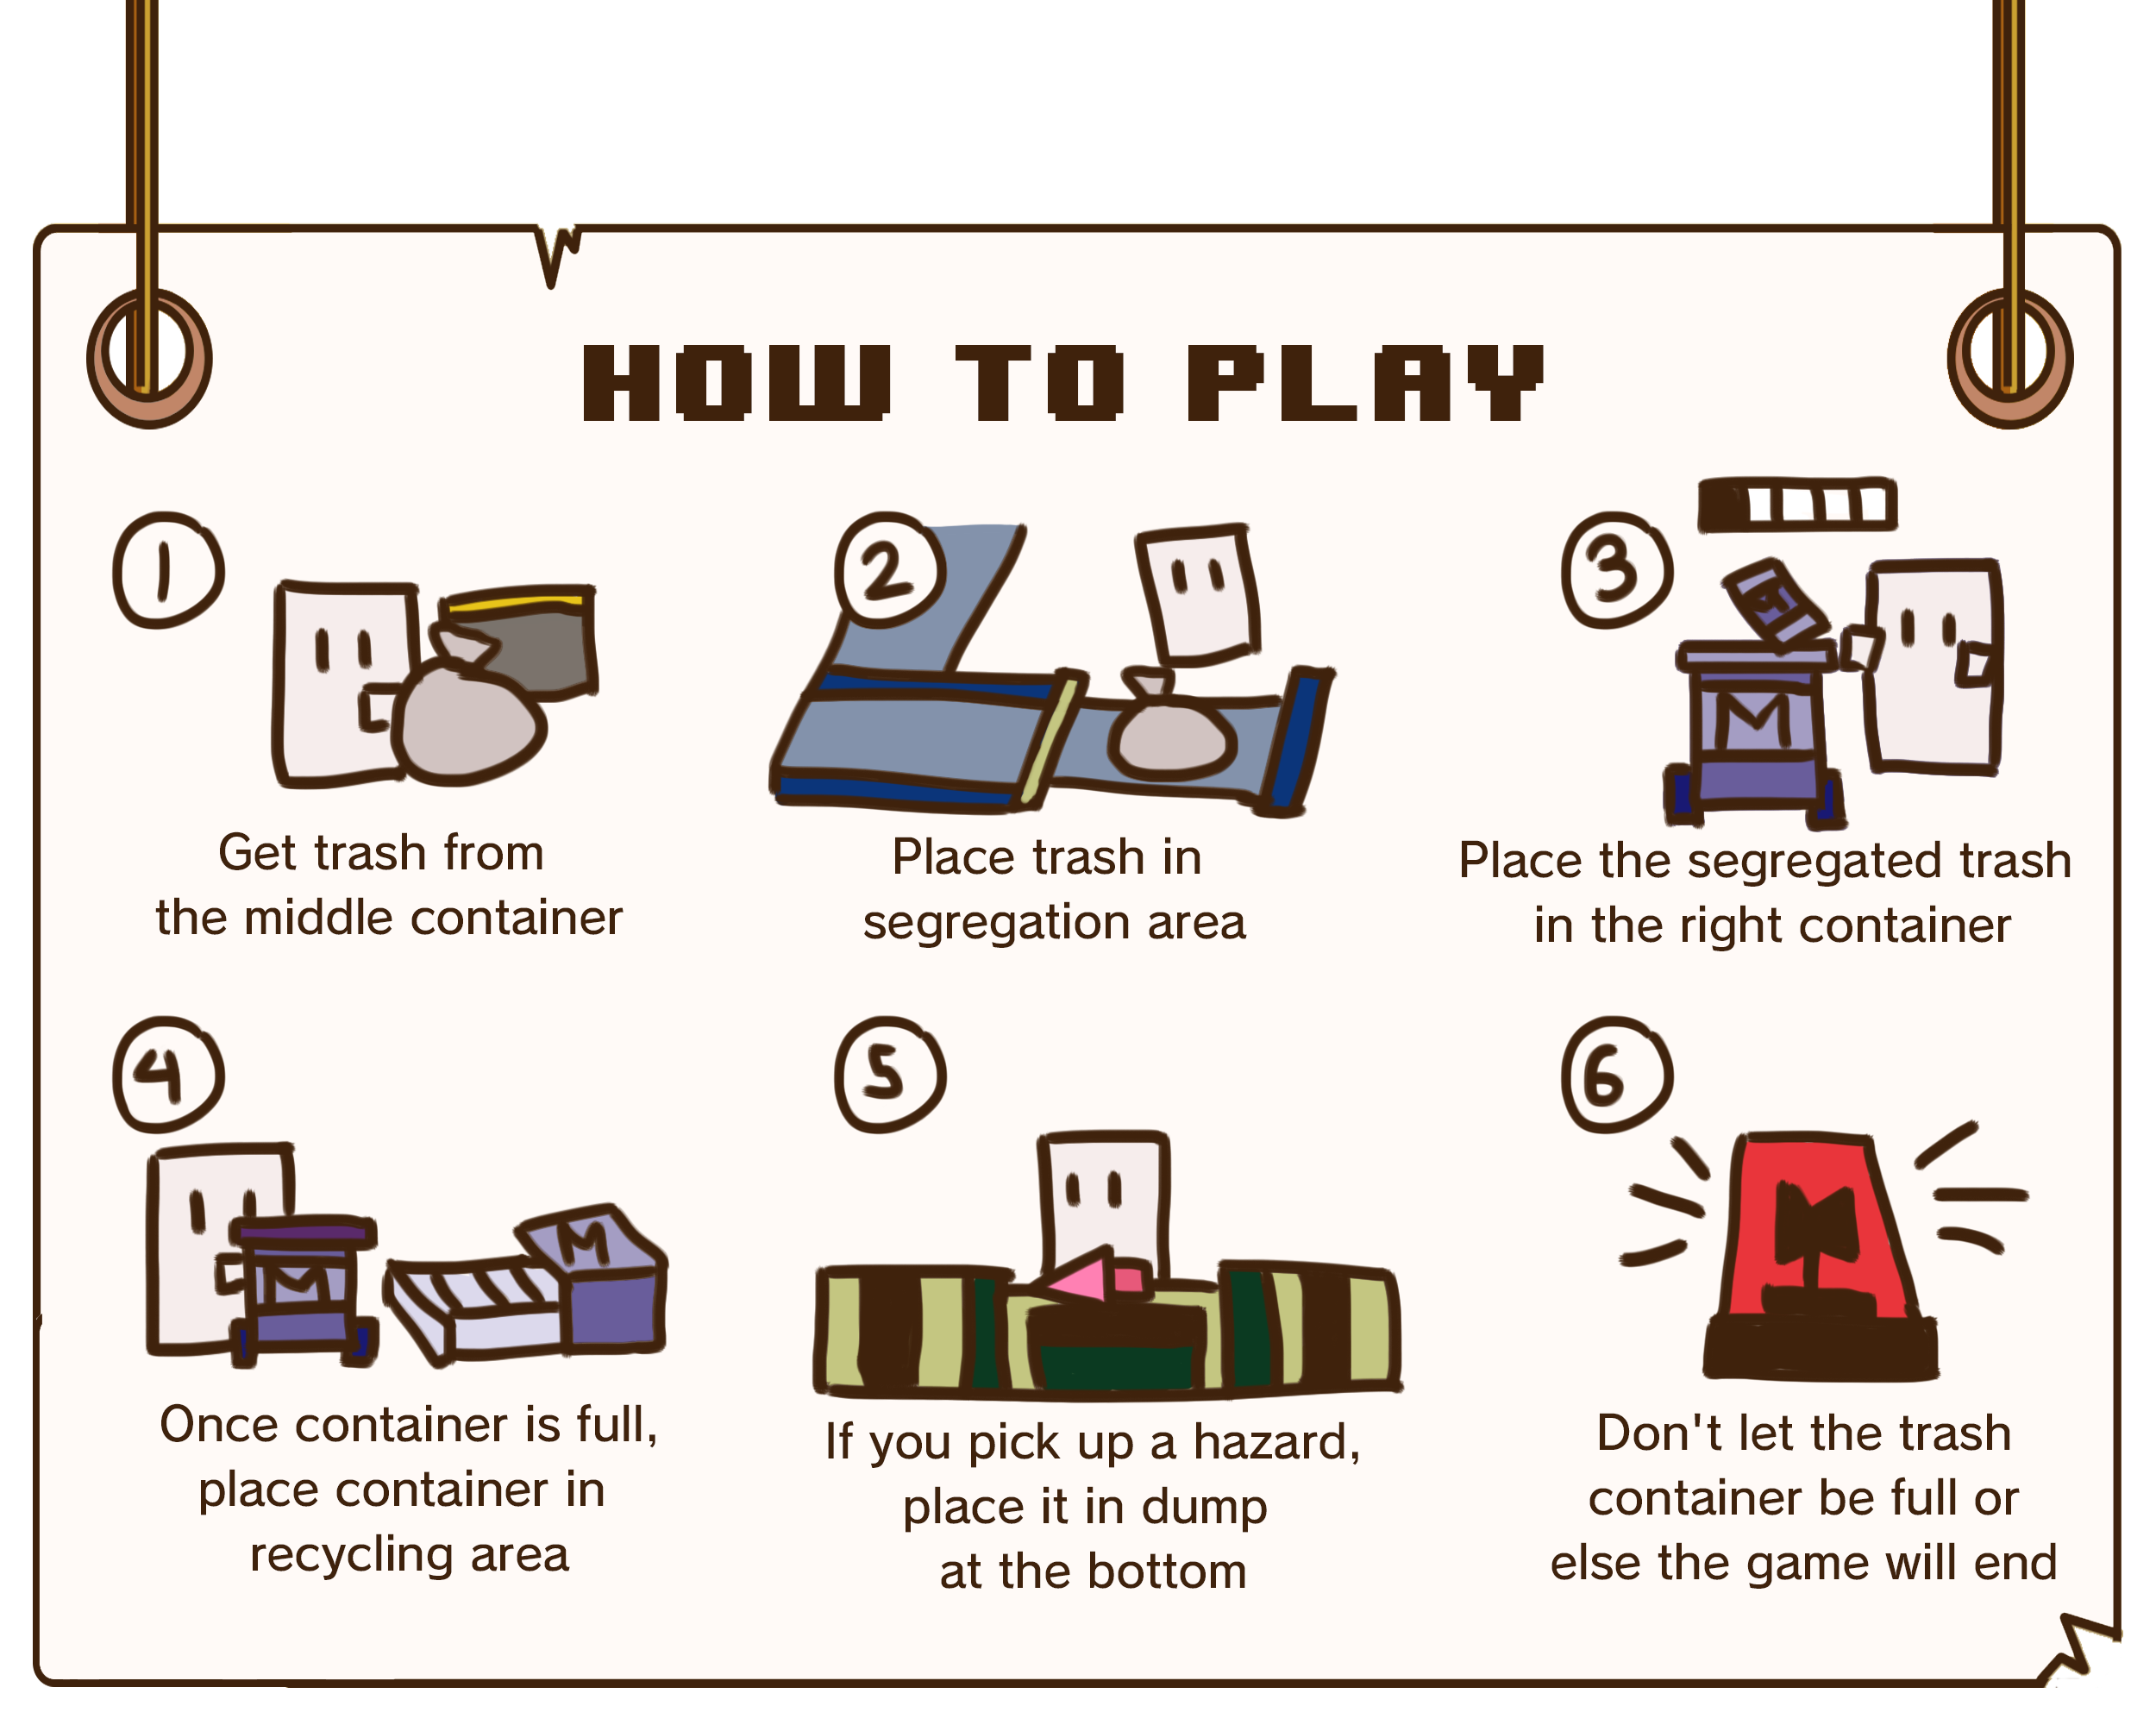 HOW TO PLAY
1
Get trash from
the middle container
2
Place trash in
segregation area
3
M
Place the segregated trash
in the right container
4
M
M
Once container is full,
place container in
recycling area
5
If you pick up a hazard,
place it in dump
at the bottom
6
Don't let the trash
container be full or
else the game will end